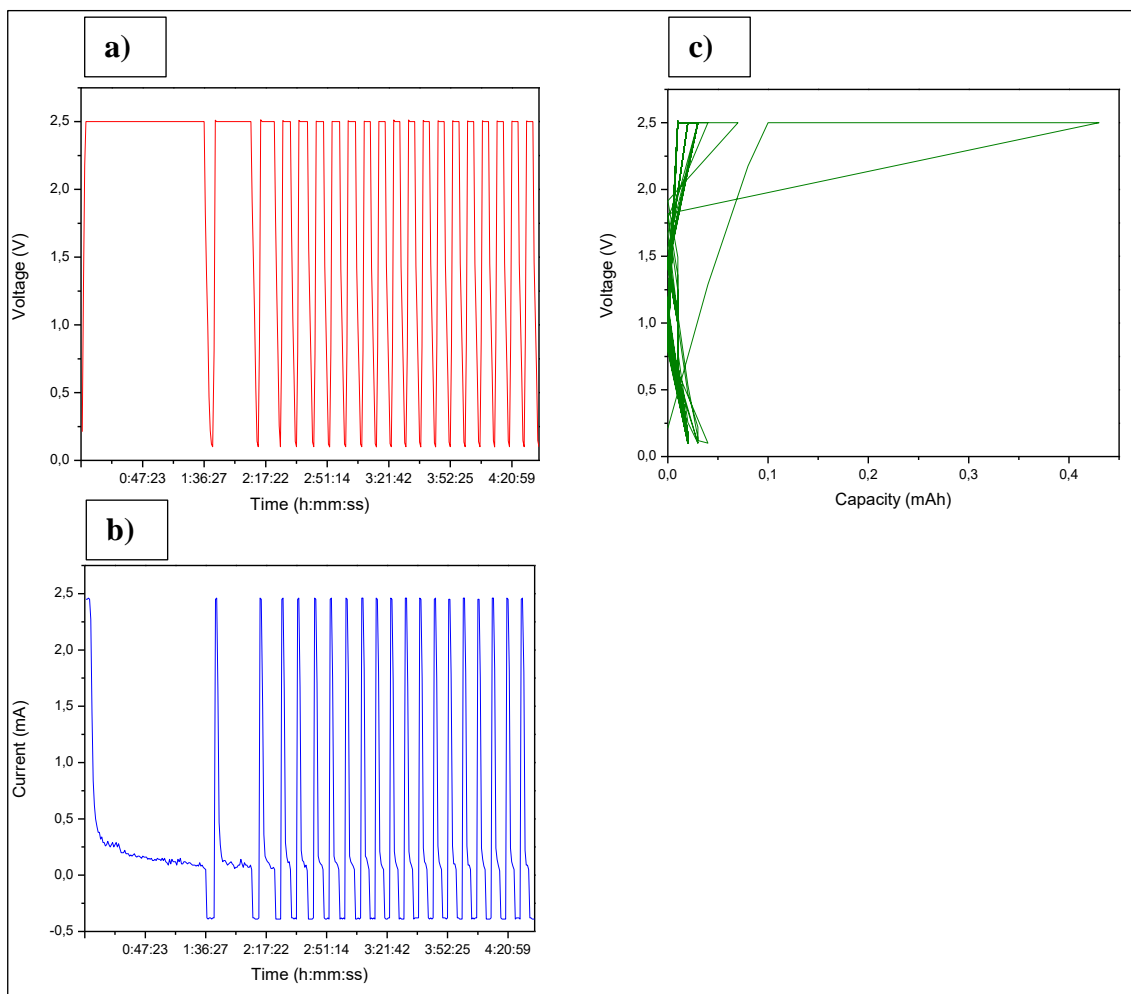 a)
2,5
2,0
1,5
1,0
0,5
0,0
Voltage (V)
0:47:23 1:36:27 2:17:22 2:51:14 3:21:42 3:52:25 4:20:59
Time (h:mm:ss)
c)
2,5
2,0
1,5
1,0
0,5
0,0
Voltage (V)
0,0 0,1 0,2 0,3 0,4
Capacity (mAh)
b)
2,5
2,0
1,5
1,0
0,5
0,0
-0,5
Current (mA)
0:47:23 1:36:27 2:17:22 2:51:14 3:21:42 3:52:25 4:20:59
Time (h:mm:ss)